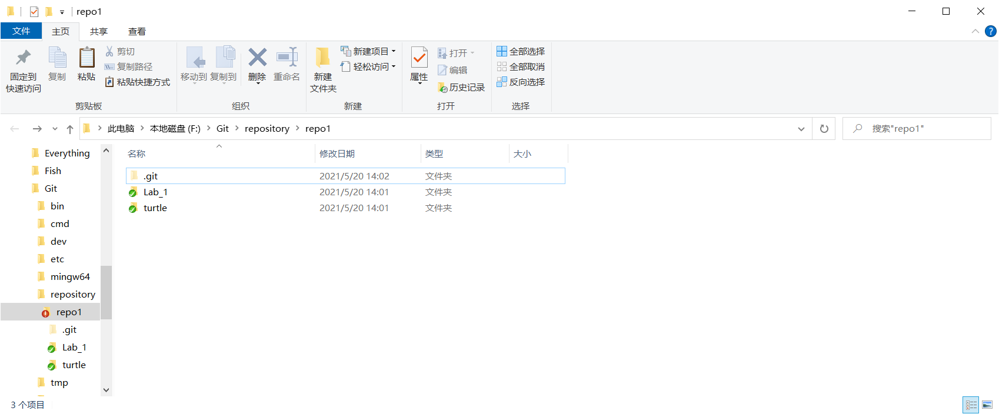 repo1
文件 主页 共享 查看
固定到
快速访问
复制
粘贴
剪切
复制路径
粘贴快捷方式
剪贴板
移动到 复制到 删除 重命名
组织
新建
文件夹
新建项目
轻松访问
新建
属性
打开
编辑
历史记录
打开
全部选择
全部取消
反向选择
选择
此电脑 本地磁盘 (F:) Git repository repo1
搜索"repo1"
Everything
Fish
Git
bin
cmd
dev
etc
mingw64
repository
repo1
.git
Lab_1
turtle
tmp
名称 修改日期 类型 大小
.git 2021/5/20 14:02 文件夹
Lab_1 2021/5/20 14:01 文件夹
turtle 2021/5/20 14:01 文件夹
3 个项目